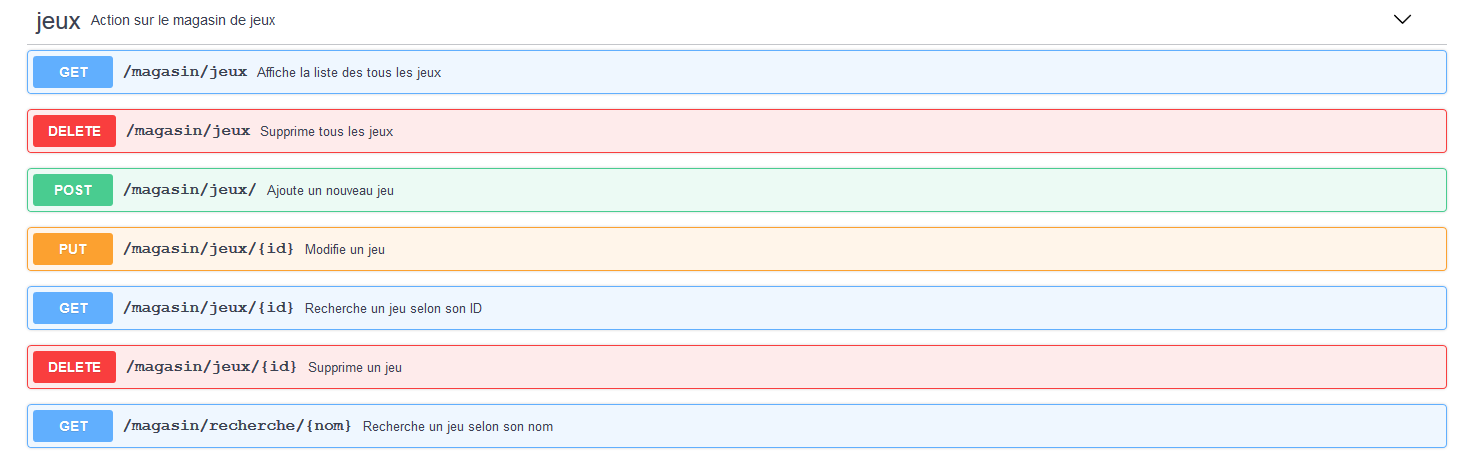 jeux Action sur le magasin de jeux
GET /magasin/jeux Affiche la liste des tous les jeux
DELETE /magasin/jeux Supprime tous les jeux
POST /magasin/jeux/ Ajoute un nouveau jeu
PUT /magasin/jeux/{id} Modifie un jeu
GET /magasin/jeux/{id} Recherche un jeu selon son ID
DELETE /magasin/jeux/{id} Supprime un jeu
GET /magasin/recherche/{nom} Recherche un jeu selon son nom